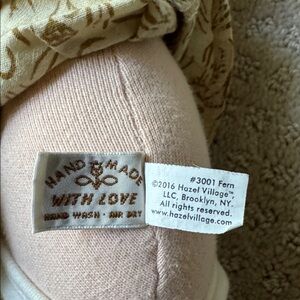 HAND MADE
WITH LOVE
HAND WASH · AIR DRY
#3001 Fern
©2016 Hazel Village™
LLC, Brooklyn, NY.
All rights reserved.
www.hazelvillage.com